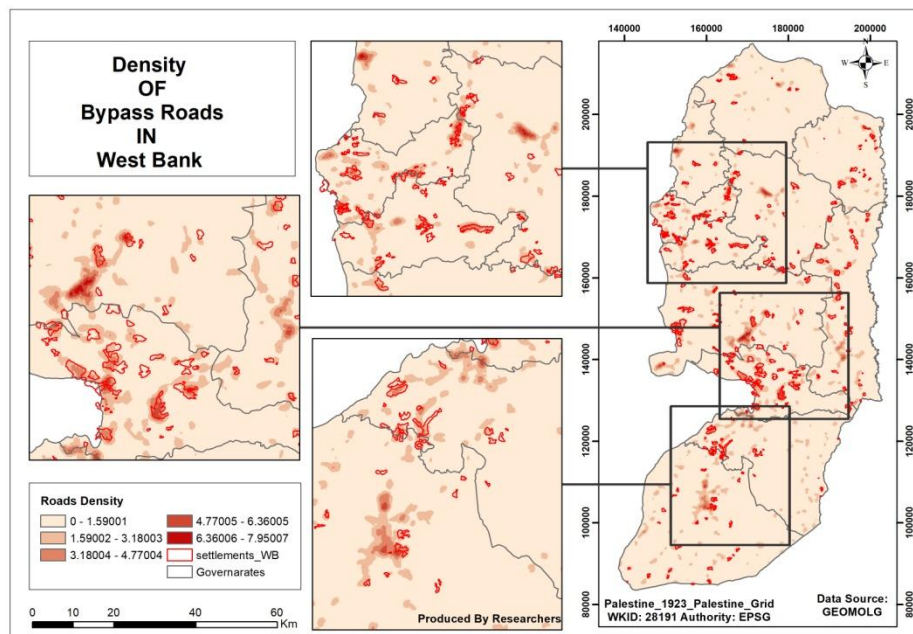 Density
OF
Bypass Roads
IN
West Bank
Roads Density
0 - 1.59001
1.59002 - 3.18003
3.18004 - 4.77004
4.77005 - 6.36005
6.36006 - 7.95007
settlements_WB
Governarates
0 10 20 40 60
Km
Produced By Researchers
140000 160000 180000 200000
N
W E
S
200000
180000
160000
140000
120000
100000
80000
200000
180000
160000
140000
120000
100000
80000
Palestine_1923_Palestine_Grid
WKID: 28191 Authority: EPSG
Data Source:
GEOMOLG